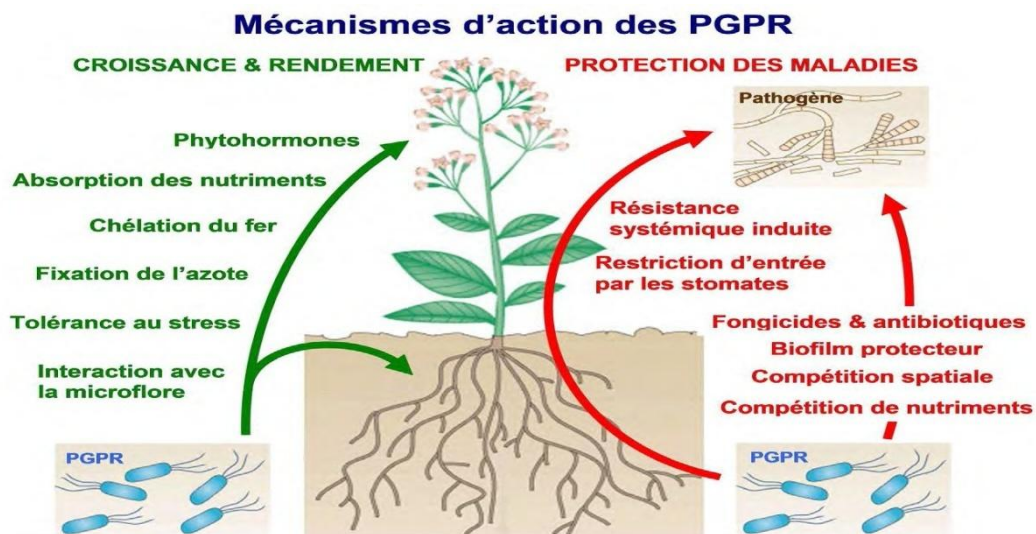 Mécanismes d'action des PGPR
CROISSANCE & RENDEMENT
Phytohormones
Absorption des nutriments
Chélation du fer
Fixation de l'azote
Tolérance au stress
Interaction avec
la microflore
PGPR
PROTECTION DES MALADIES
Pathogène
Résistance
systémique induite
Restriction d'entrée
par les stomates
Fongicides & antibiotiques
Biofilm protecteur
Compétition spatiale
Compétition de nutriments
PGPR